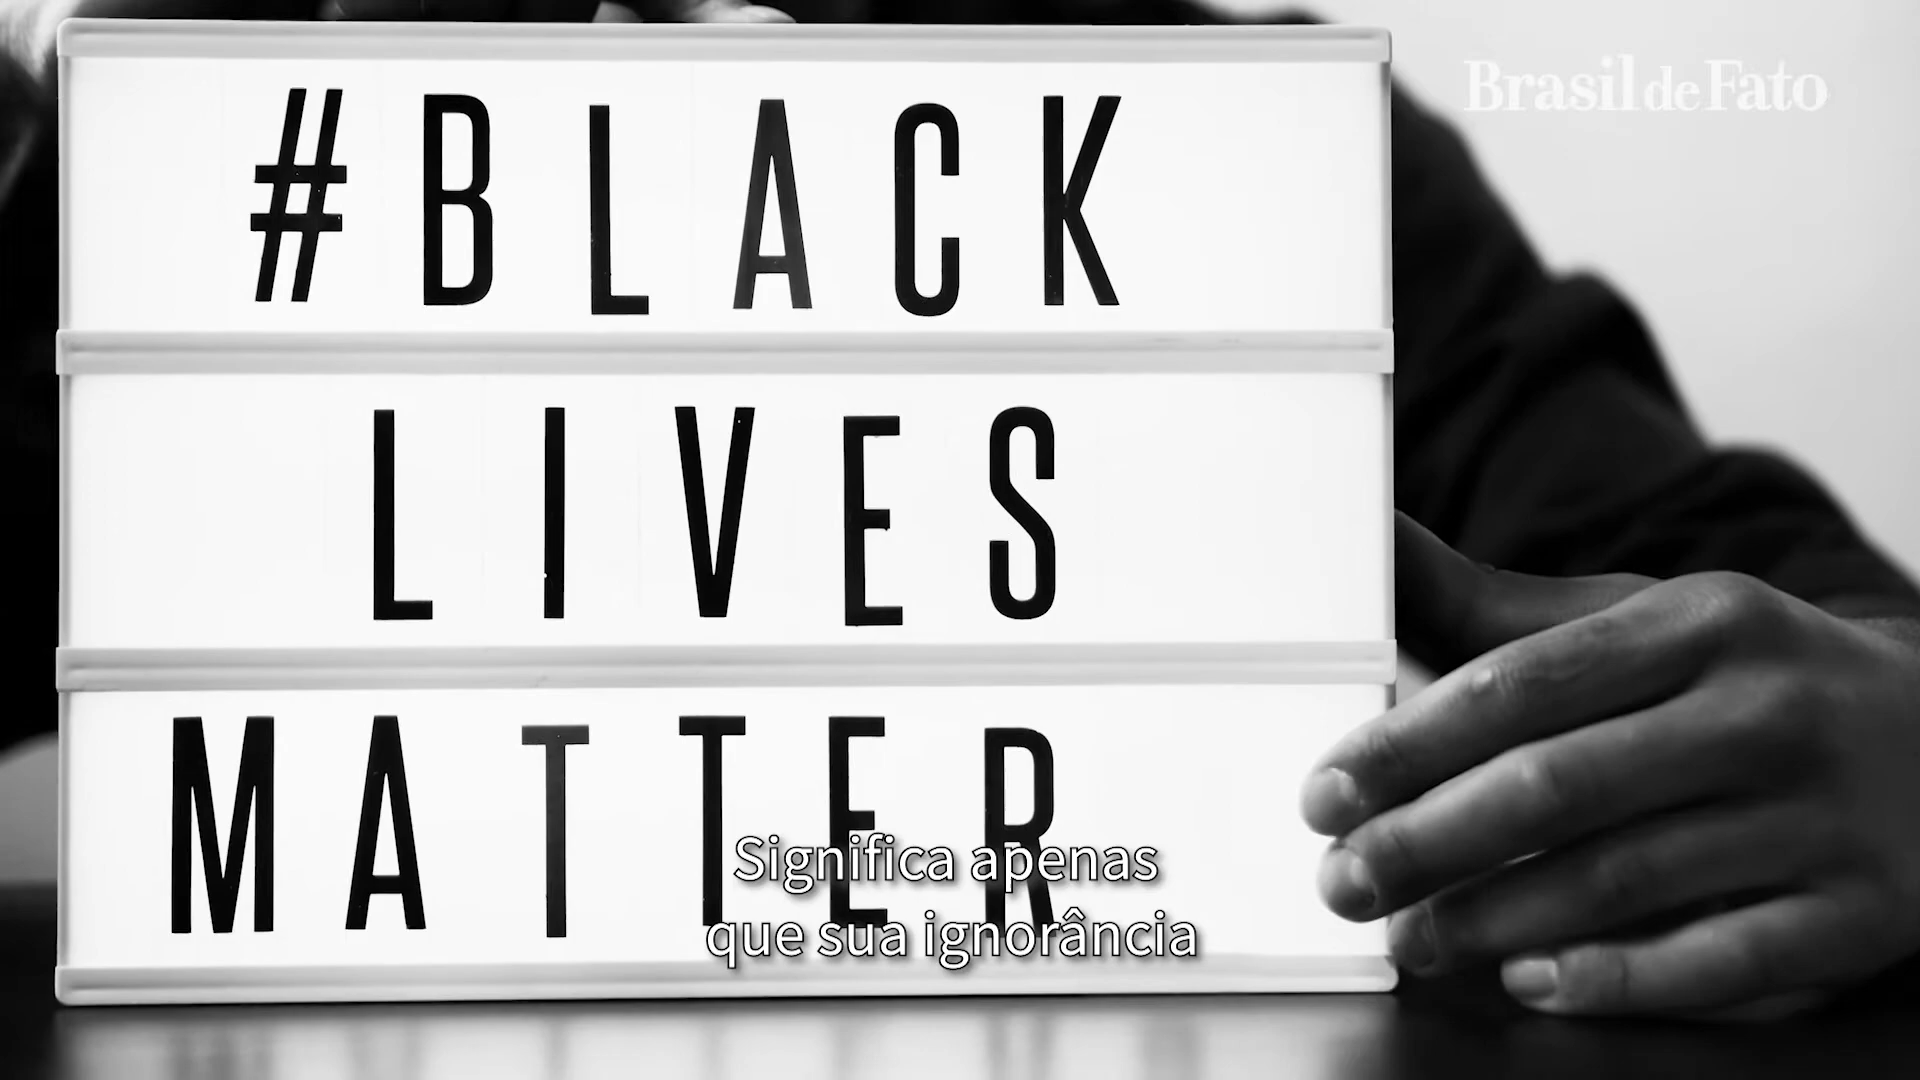 Brasil de Fato
#BLACK
LIVES
MATTER
Significa apenas
que sua ignorância